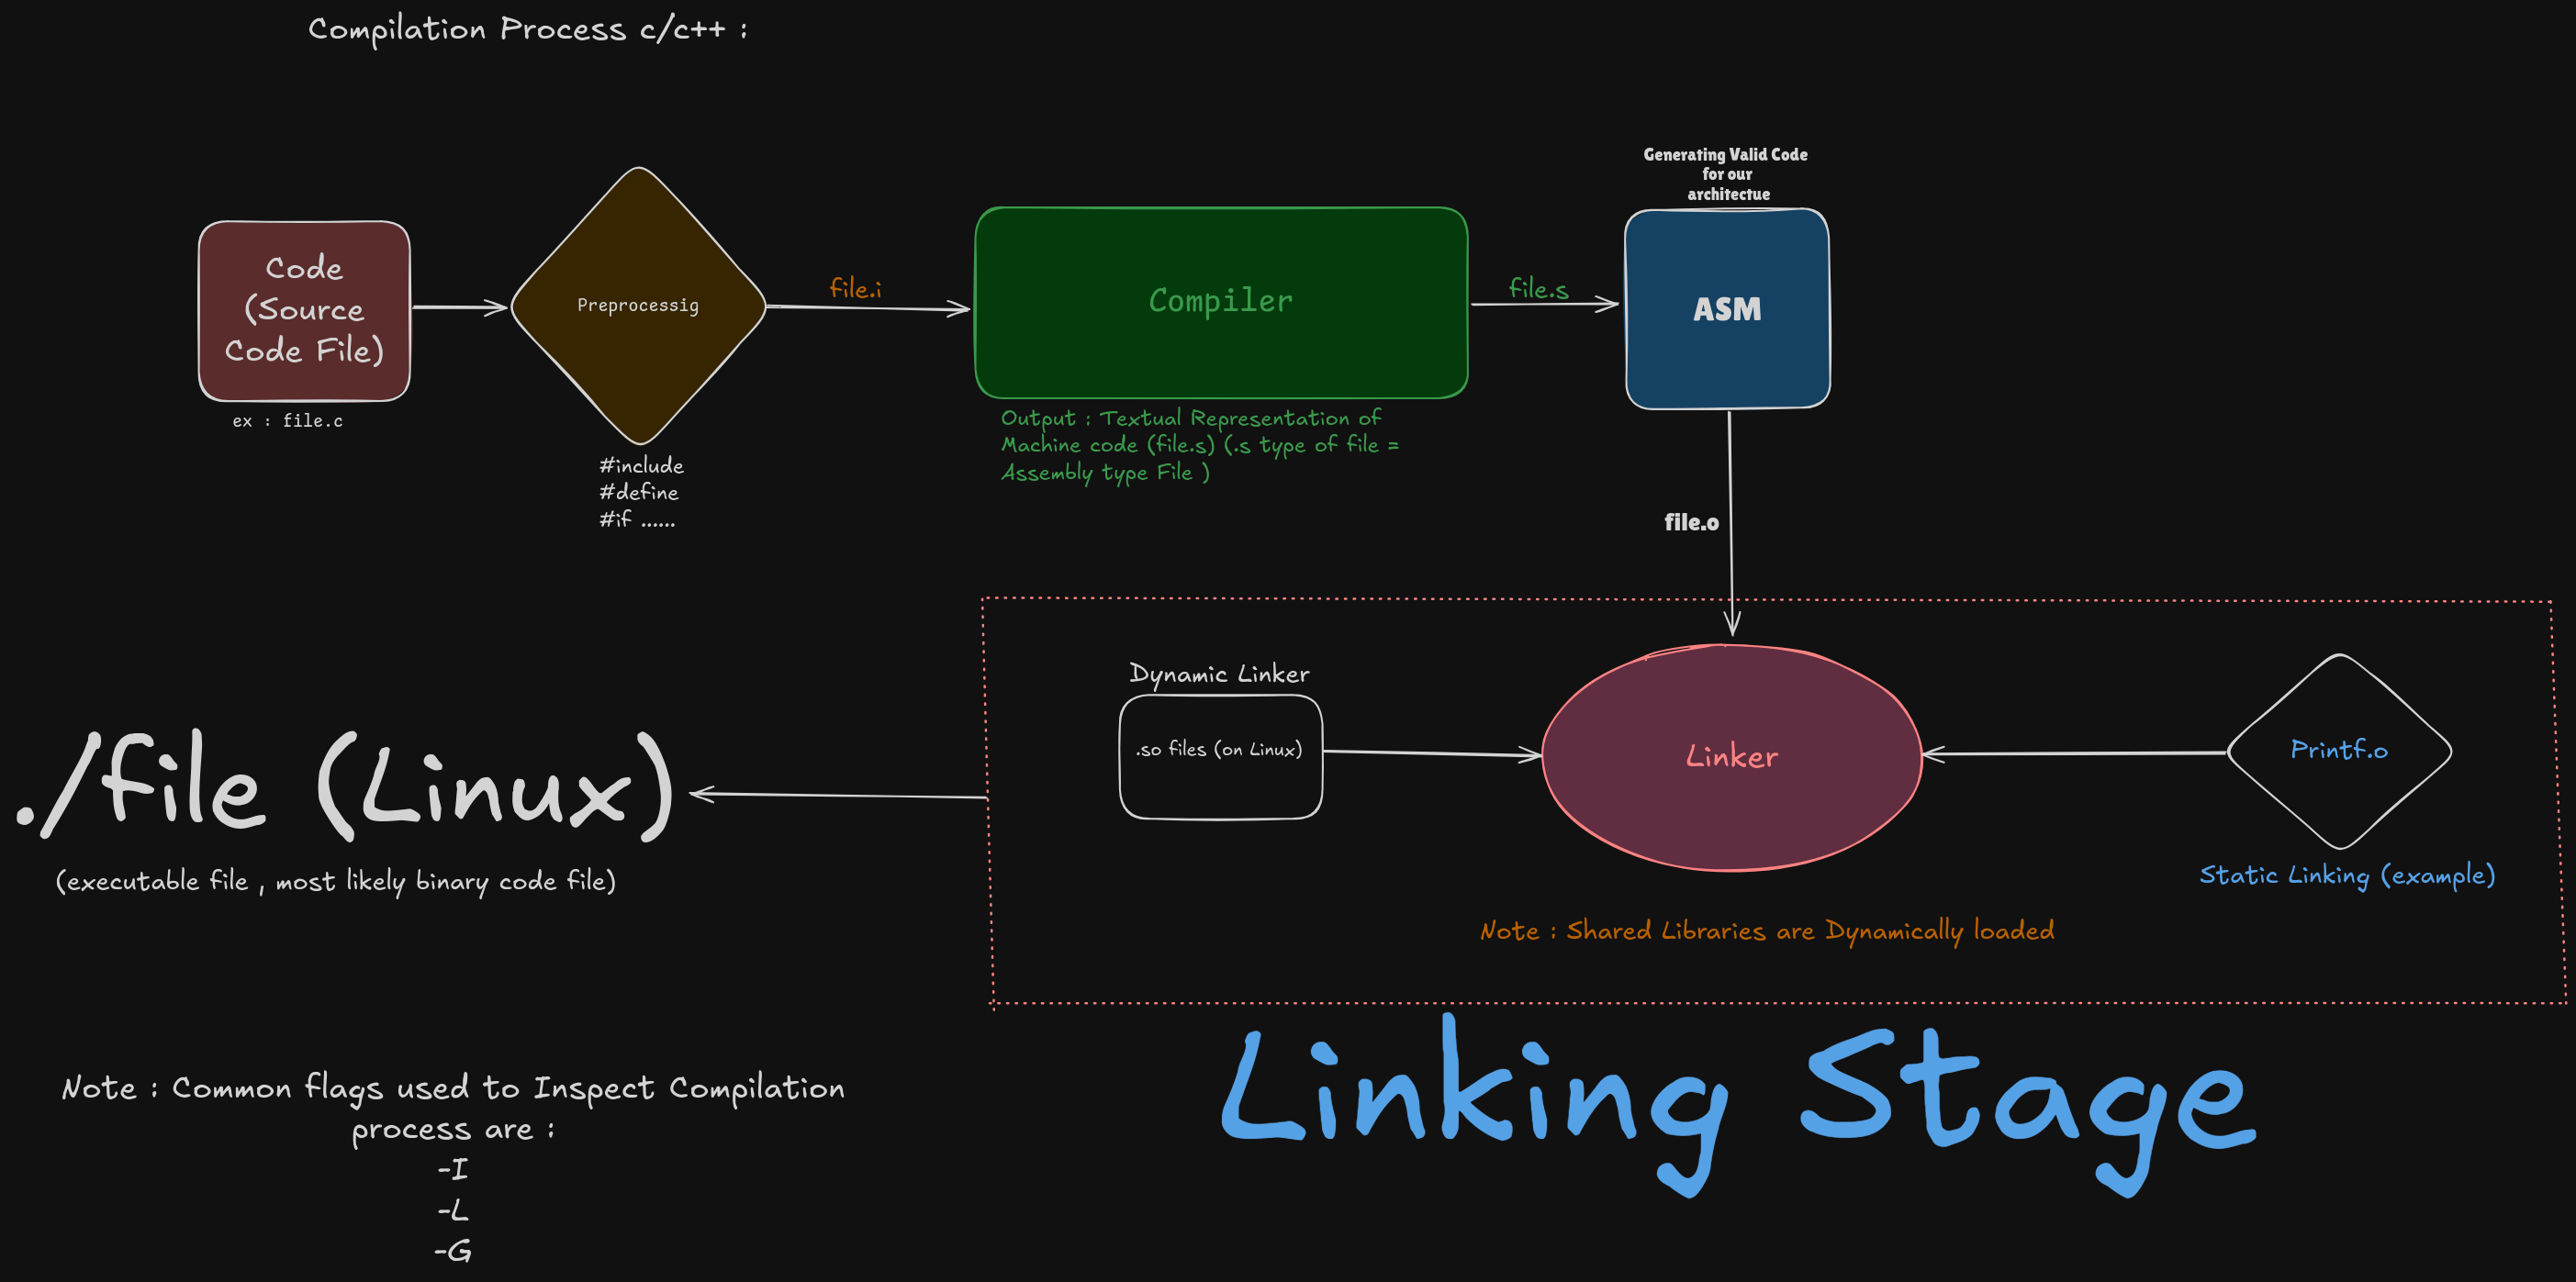 Compilation Process c/c++ :
Generating Valid Code
for our
architectue
Code
(Source
Code File)
ex : file.c
Preprocessig
#include
#define
#if ......
file.i
Compiler
Output : Textual Representation of
Machine code (file.s) (.s type of file =
Assembly type File )
file.s
ASM
file.o
Dynamic Linker
.so files (on Linux)
Linker
Printf.o
Static Linking (example)
Note : Shared Libraries are Dynamically loaded
./file (Linux)
(executable file , most likely binary code file)
Linking Stage
Note : Common flags used to Inspect Compilation
process are :
-I
-L
-G